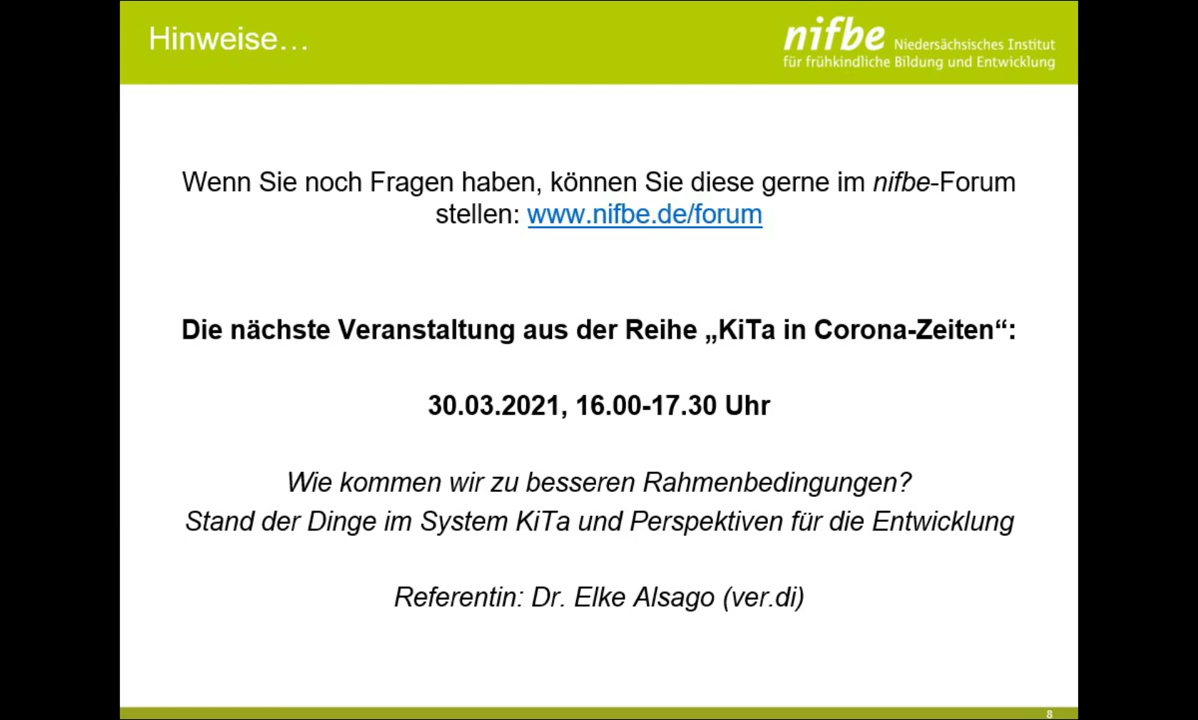 Hinweise…
nifbe Niedersächsisches Institut
für frühkindliche Bildung und Entwicklung
Wenn Sie noch Fragen haben, können Sie diese gerne im nifbe-Forum
stellen: www.nifbe.de/forum
Die nächste Veranstaltung aus der Reihe „KiTa in Corona-Zeiten“:
30.03.2021, 16.00-17.30 Uhr
Wie kommen wir zu besseren Rahmenbedingungen?
Stand der Dinge im System KiTa und Perspektiven für die Entwicklung
Referentin: Dr. Elke Alsago (ver.di)
8